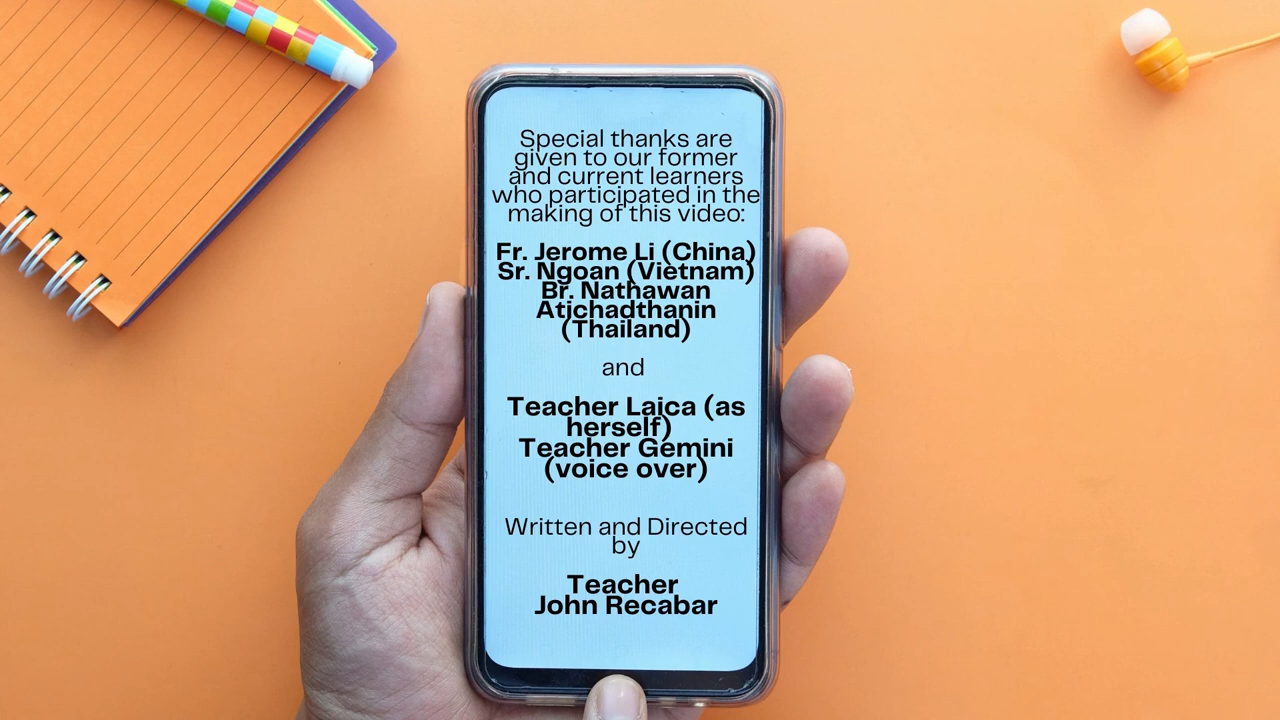 Special thanks are
given to our former
and current learners
who participated in the
making of this video:
Fr. Jerome Li (China)
Sr. Ngoan (Vietnam)
Br. Nathawan
Atichadthanin
(Thailand)
and
Teacher Laica (as
herself)
Teacher Gemini
(voice over)
Written and Directed
by
Teacher
John Recabar